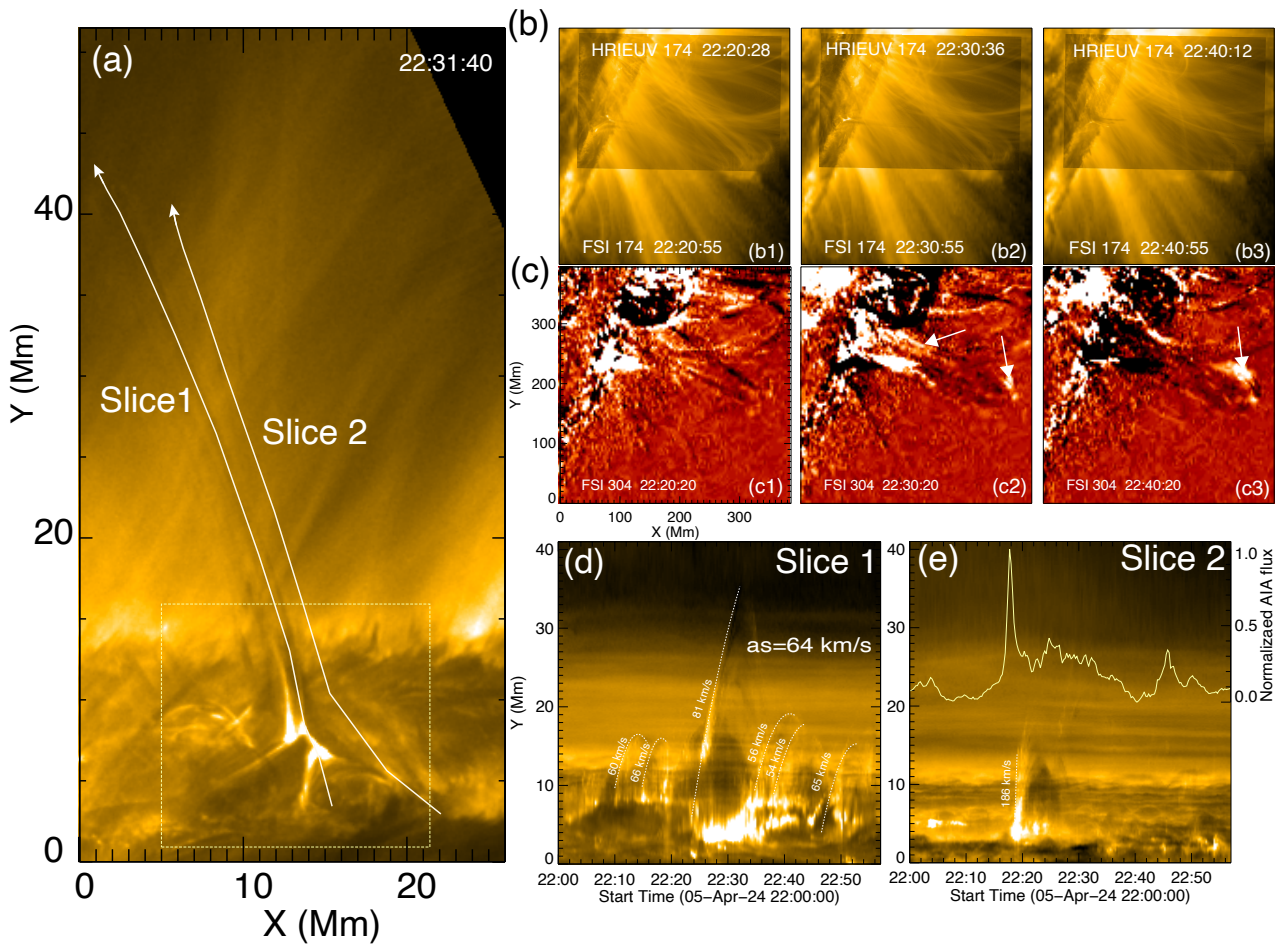 (a)
22:31:40
Slice1
Slice 2
40
20
0
Y (Mm)
0
10
20
X (Mm)
(b)
HRIEUV 174 22:20:28
FSI 174 22:20:55
(b1)
HRIEUV 174 22:30:36
FSI 174 22:30:55
(b2)
HRIEUV 174 22:40:12
FSI 174 22:40:55
(b3)
(c)
300
200
100
0
Y (Mm)
FSI 304 22:20:20
(c1)
0
100
200
300
X (Mm)
FSI 304 22:30:20
(c2)
FSI 304 22:40:20
(c3)
(d)
Slice 1
as=64 km/s
81 km/s
60 km/s
66 km/s
56 km/s
54 km/s
65 km/s
40
30
20
10
0
Y (Mm)
22:00
22:10
22:20
22:30
22:40
22:50
Start Time (05-Apr-24 22:00:00)
(e)
Slice 2
186 km/s
40
30
20
10
0
1.0
0.5
0.0
Normalizaed AIA flux
22:00
22:10
22:20
22:30
22:40
22:50
Start Time (05-Apr-24 22:00:00)